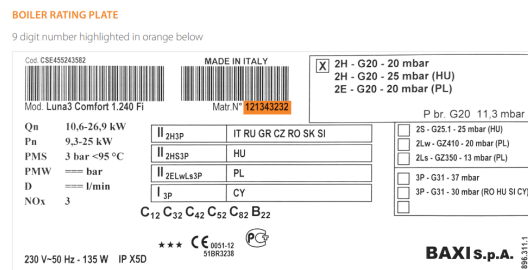 BOILER RATING PLATE
9 digit number highlighted in orange below
Cod. CSE455243582
MADE IN ITALY
Mod. Luna3 Comfort 1.240 Fi
Matr.N° 121343232
X 2H - G20 - 20 mbar
2H - G20 - 25 mbar (HU)
2E - G20 - 20 mbar (PL)
P br. G20 11,3 mbar
Qn 10,6-26,9 kW
Pn 9,3-25 kW
PMS 3 bar <95 °C
PMW === bar
D === l/min
NOx 3
II 2H3P IT RU GR CZ RO SK SI
II 2HS3P HU
II 2ELwLs3P PL
I 3P CY
2S - G25.1 - 25 mbar (HU)
2Lw - GZ410 - 20 mbar (PL)
2Ls - GZ350 - 13 mbar (PL)
3P - G31 - 37 mbar
3P - G31 - 30 mbar (RO HU SI CY)
C12 C32 C42 C52 C82 B22
★★★ CE 0051-12
51BR3238
230 V~50 Hz - 135 W IP X5D
BAXI S.p.A.
896.311.1